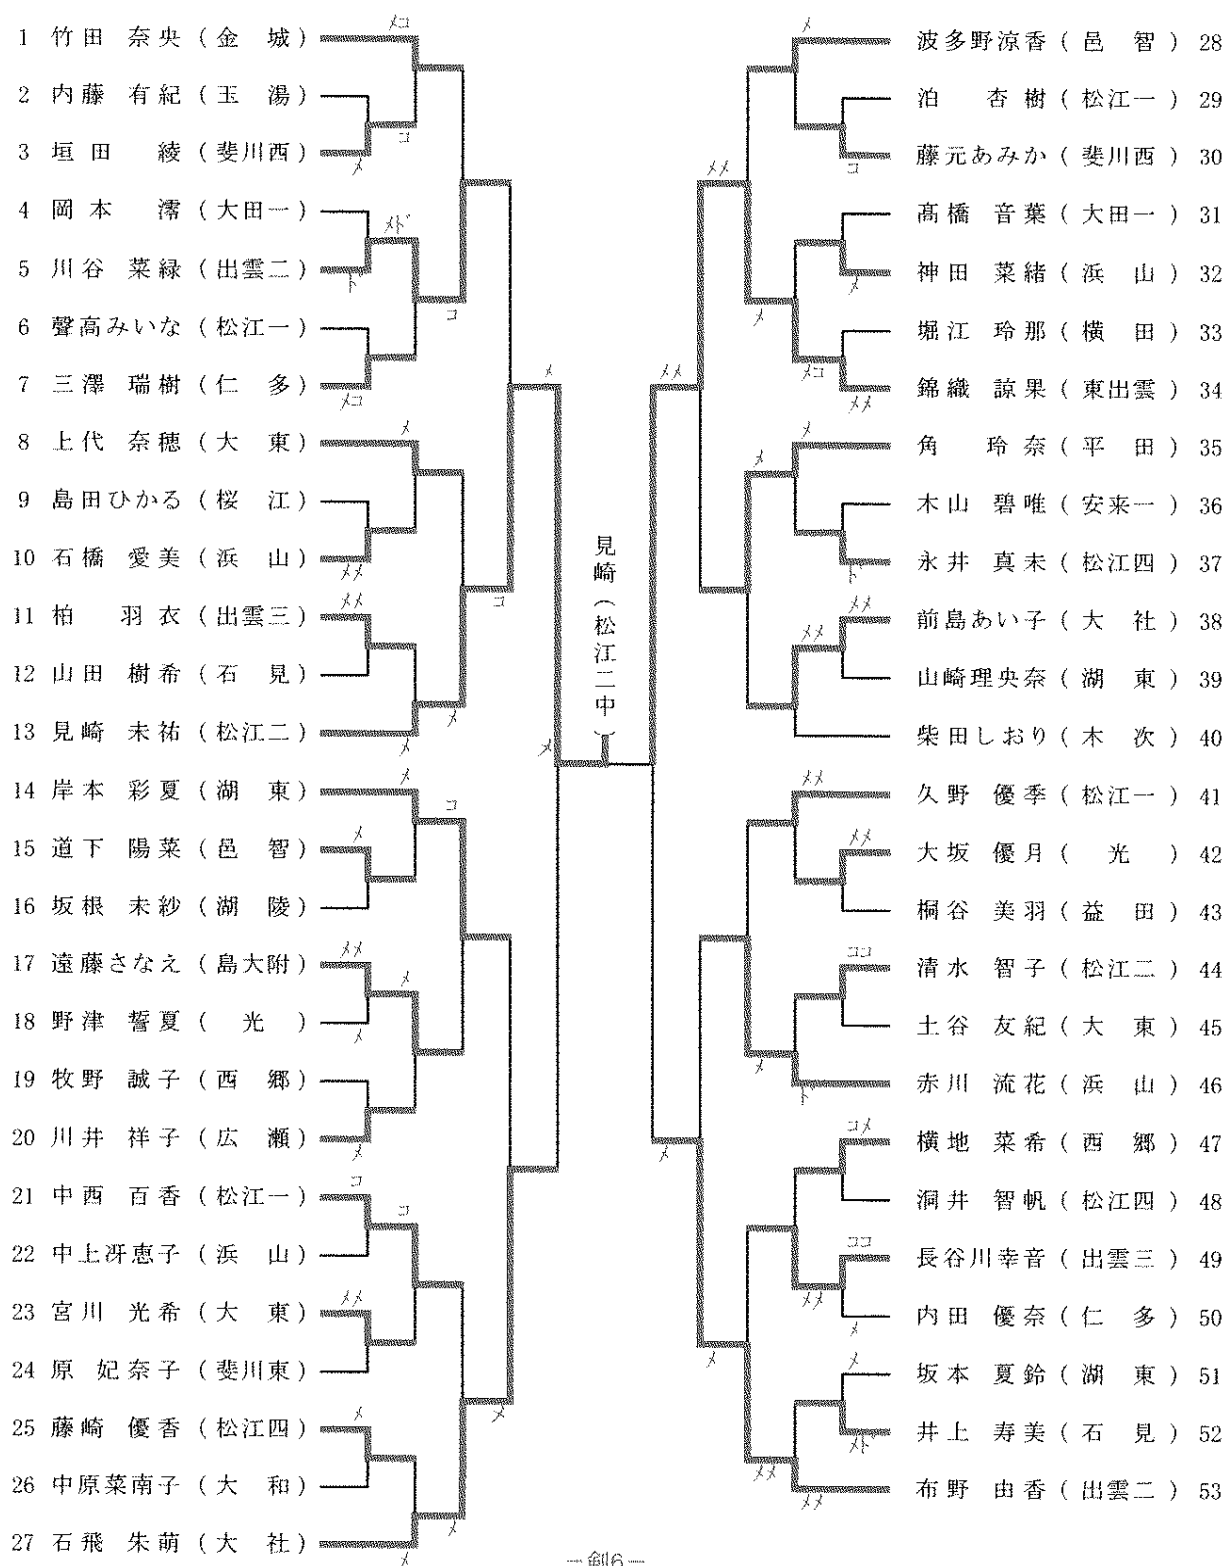 1 竹田 奈央 (金 城)
2 内藤 有紀 (玉 湯)
3 垣田 綾 (斐川西)
4 岡本 澪 (大田一)
5 川谷 菜緑 (出雲二)
6 聲高みいな (松江一)
7 三澤 瑞樹 (仁 多)
8 上代 奈穂 (大 東)
9 島田ひかる (桜 江)
10 石橋 愛美 (浜 山)
11 柏 羽衣 (出雲三)
12 山田 樹希 (石 見)
13 見崎 未祐 (松江二)
14 岸本 彩夏 (湖 東)
15 道下 陽菜 (邑 智)
16 坂根 未紗 (湖 陵)
17 遠藤さなえ (島大附)
18 野津 誓夏 ( 光 )
19 牧野 誠子 (西 郷)
20 川井 祥子 (広 瀬)
21 中西 百香 (松江一)
22 中上冴恵子 (浜 山)
23 宮川 光希 (大 東)
24 原 妃奈子 (斐川東)
25 藤崎 優香 (松江四)
26 中原菜南子 (大 和)
27 石飛 朱萌 (大 社)
見崎(松江二中)
波多野涼香 (邑 智) 28
泊 杏樹 (松江一) 29
藤元あみか (斐川西) 30
髙橋 音葉 (大田一) 31
神田 菜緒 (浜 山) 32
堀江 玲那 (横 田) 33
錦織 諒果 (東出雲) 34
角 玲奈 (平 田) 35
木山 碧唯 (安来一) 36
永井 真未 (松江四) 37
前島あい子 (大 社) 38
山崎理央奈 (湖 東) 39
柴田しおり (木 次) 40
久野 優季 (松江一) 41
大坂 優月 ( 光 ) 42
桐谷 美羽 (益 田) 43
清水 智子 (松江二) 44
土谷 友紀 (大 東) 45
赤川 流花 (浜 山) 46
横地 菜希 (西 郷) 47
洞井 智帆 (松江四) 48
長谷川幸音 (出雲三) 49
内田 優奈 (仁 多) 50
坂本 夏鈴 (湖 東) 51
井上 寿美 (石 見) 52
布野 由香 (出雲二) 53
－剣6－